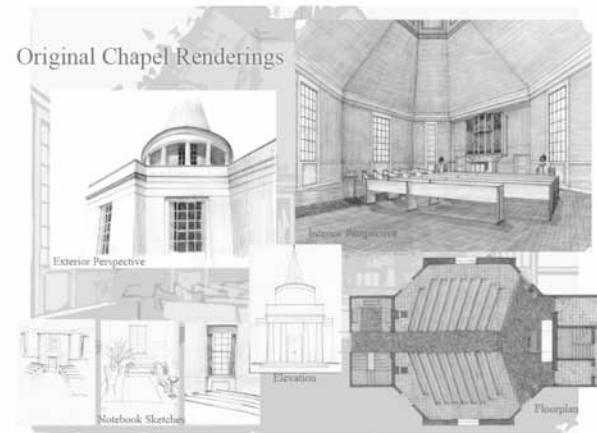 Original Chapel Renderings
Interior Perspective
Exterior Perspective
Elevation
Notebook Sketches
Floorplan